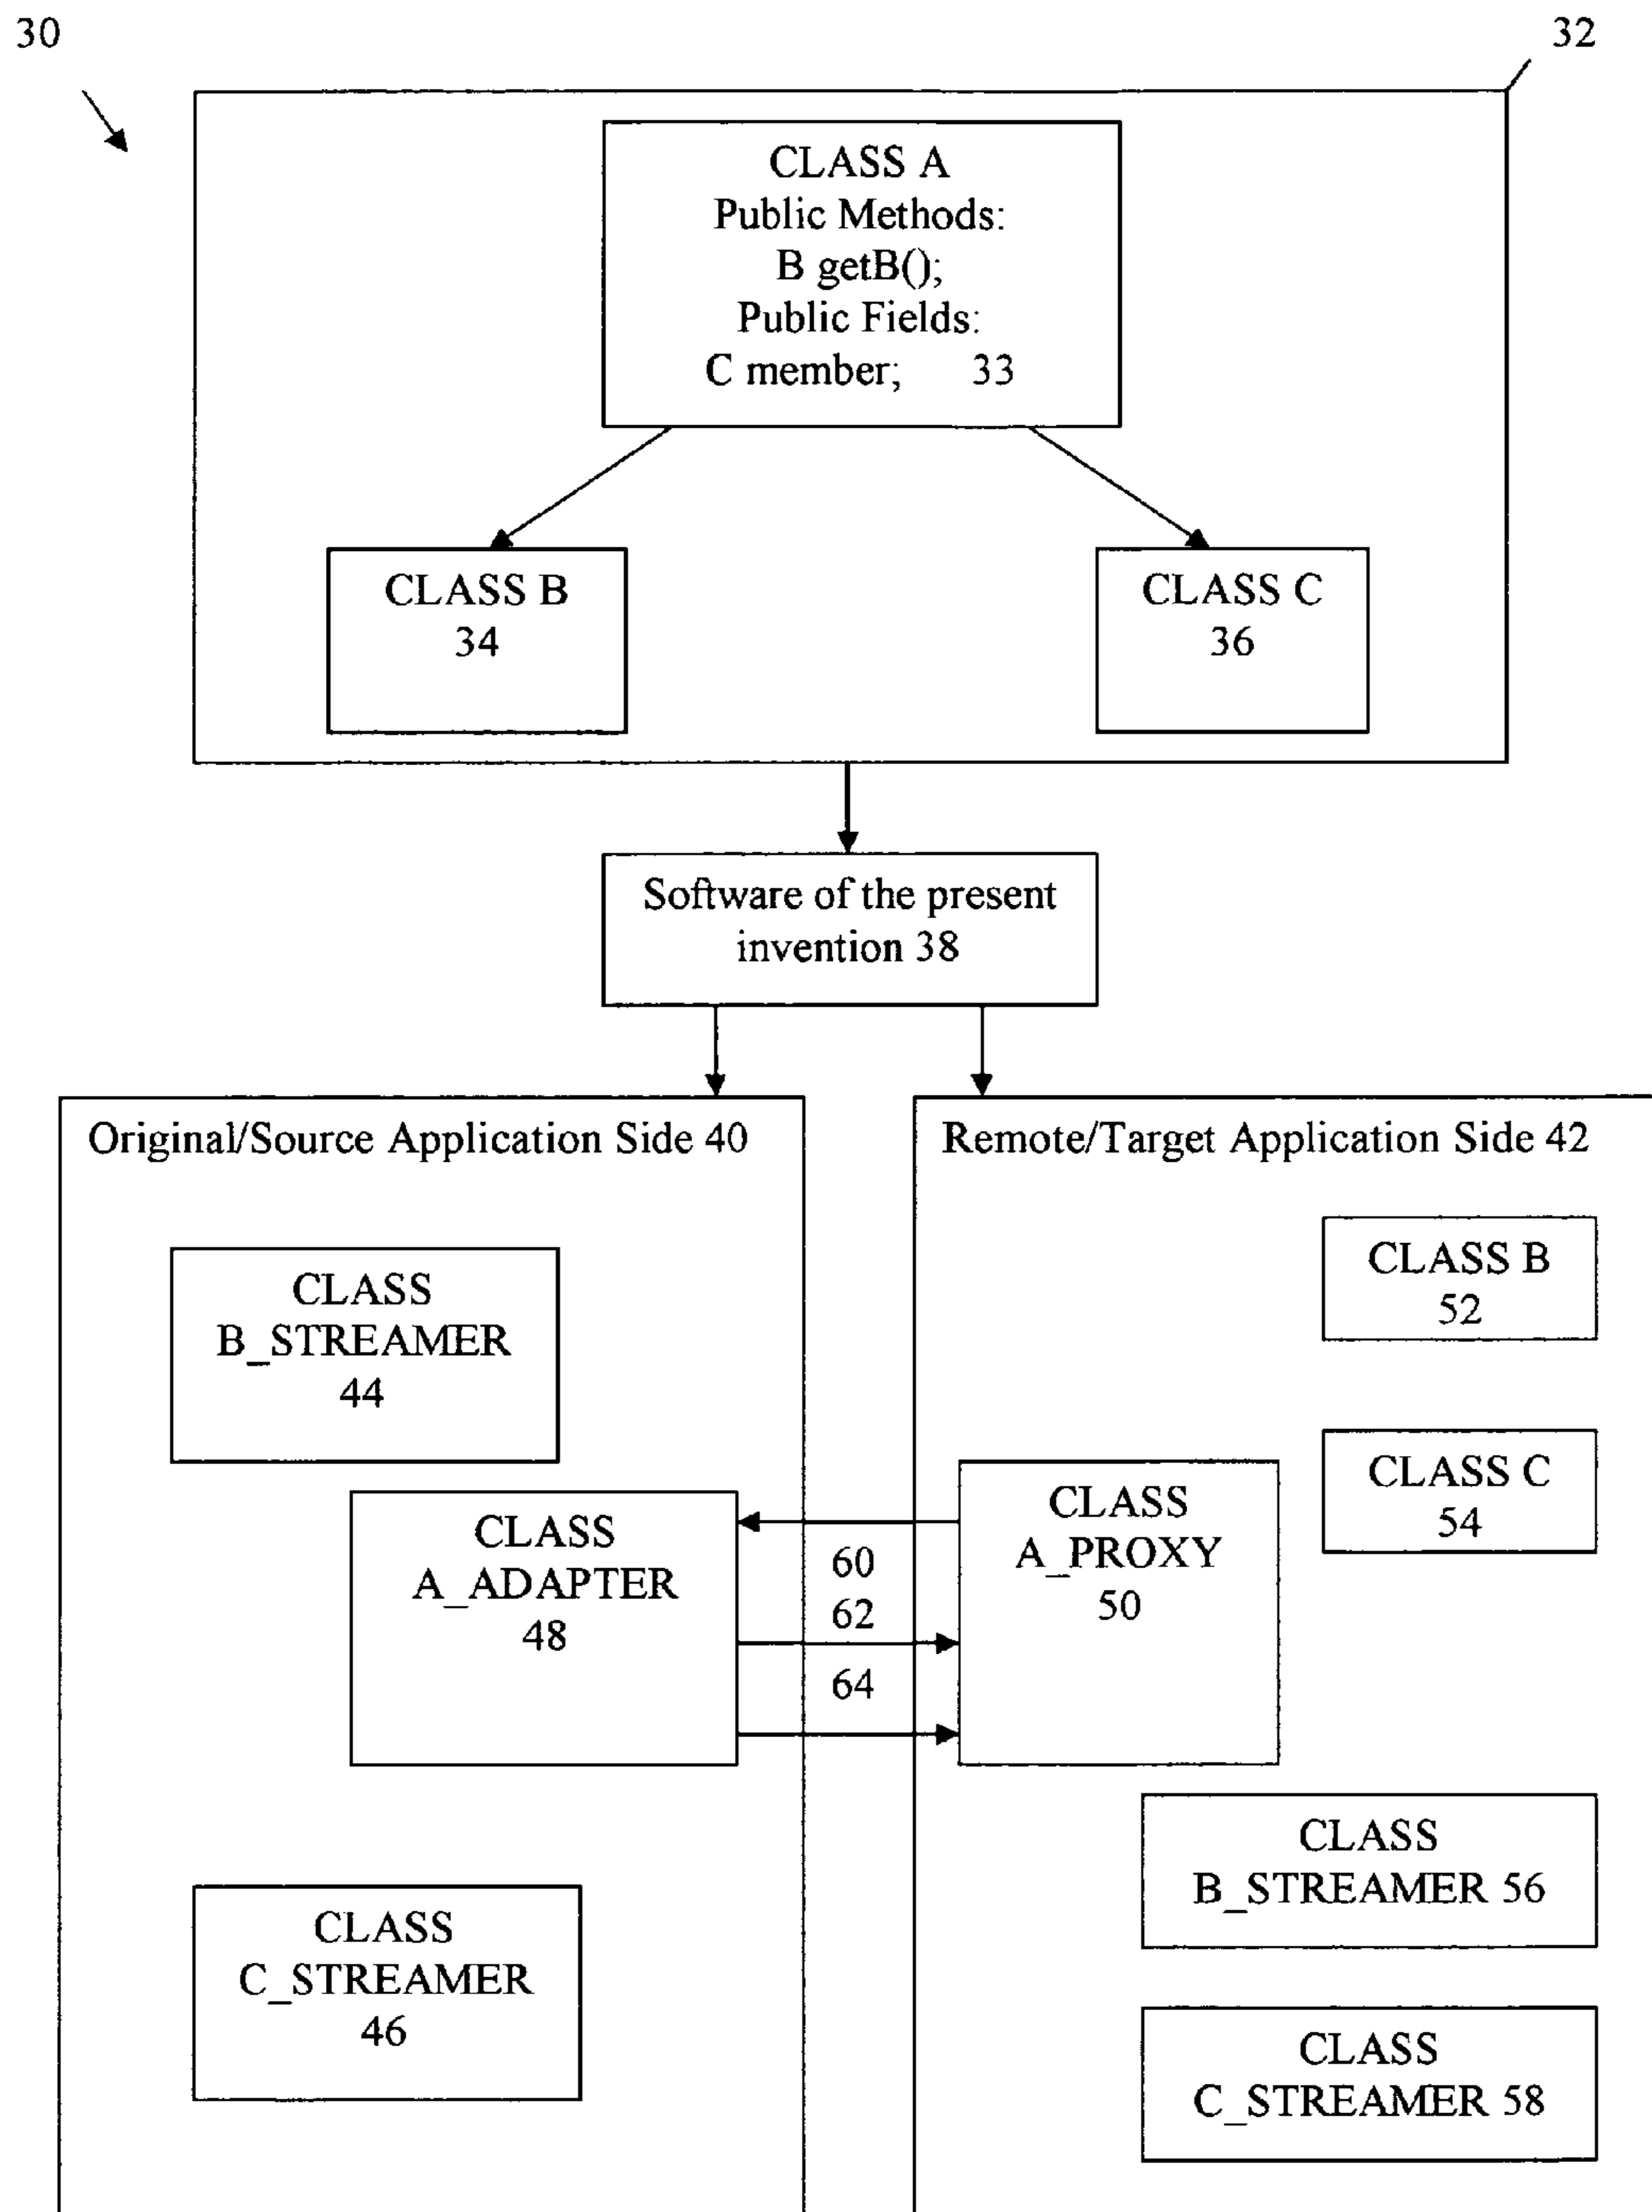 30
32
CLASS A
Public Methods:
B getB();
Public Fields:
C member; 33
CLASS B
34
CLASS C
36
Software of the present
invention 38
Original/Source Application Side 40
Remote/Target Application Side 42
CLASS
B_STREAMER
44
CLASS
A_ADAPTER
48
CLASS
C_STREAMER
46
60
62
64
CLASS B
52
CLASS C
54
CLASS
A_PROXY
50
CLASS
B_STREAMER 56
CLASS
C_STREAMER 58